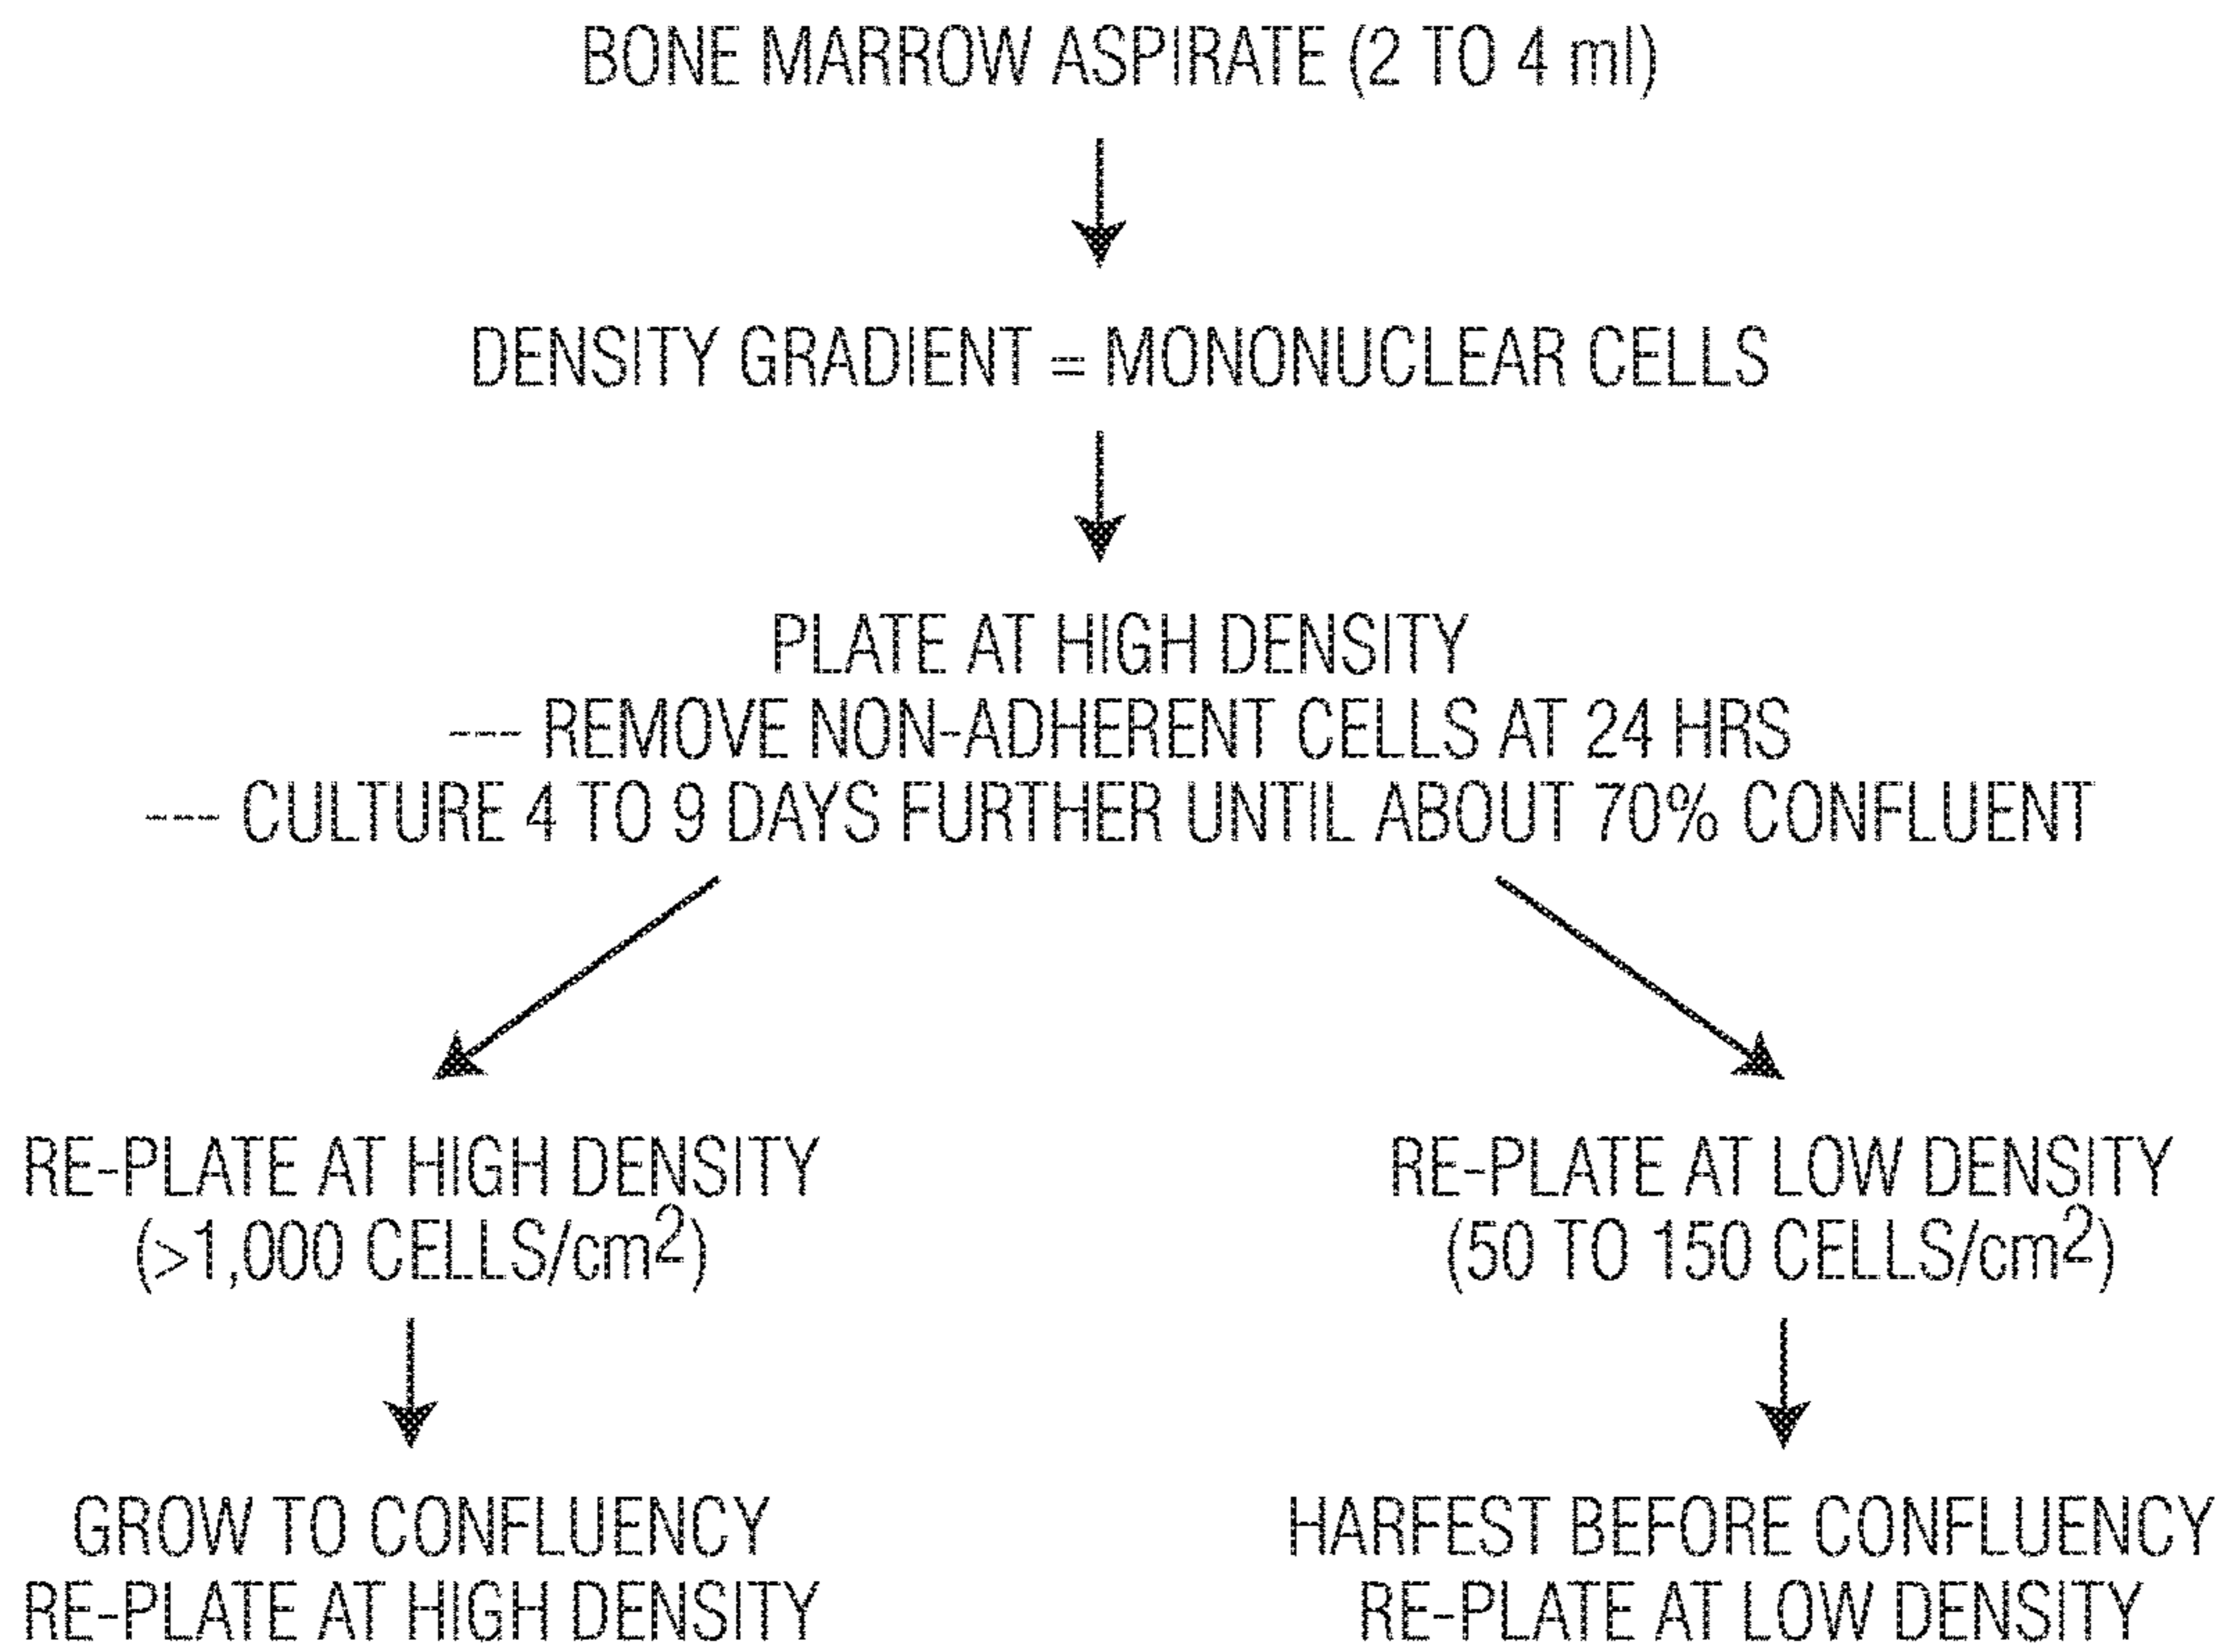 BONE MARROW ASPIRATE (2 TO 4 ml)
DENSITY GRADIENT = MONONUCLEAR CELLS
PLATE AT HIGH DENSITY
--- REMOVE NON-ADHERENT CELLS AT 24 HRS
--- CULTURE 4 TO 9 DAYS FURTHER UNTIL ABOUT 70% CONFLUENT
RE-PLATE AT HIGH DENSITY
(>1,000 CELLS/cm²)
GROW TO CONFLUENCY
RE-PLATE AT HIGH DENSITY
RE-PLATE AT LOW DENSITY
(50 TO 150 CELLS/cm²)
HARFEST BEFORE CONFLUENCY
RE-PLATE AT LOW DENSITY